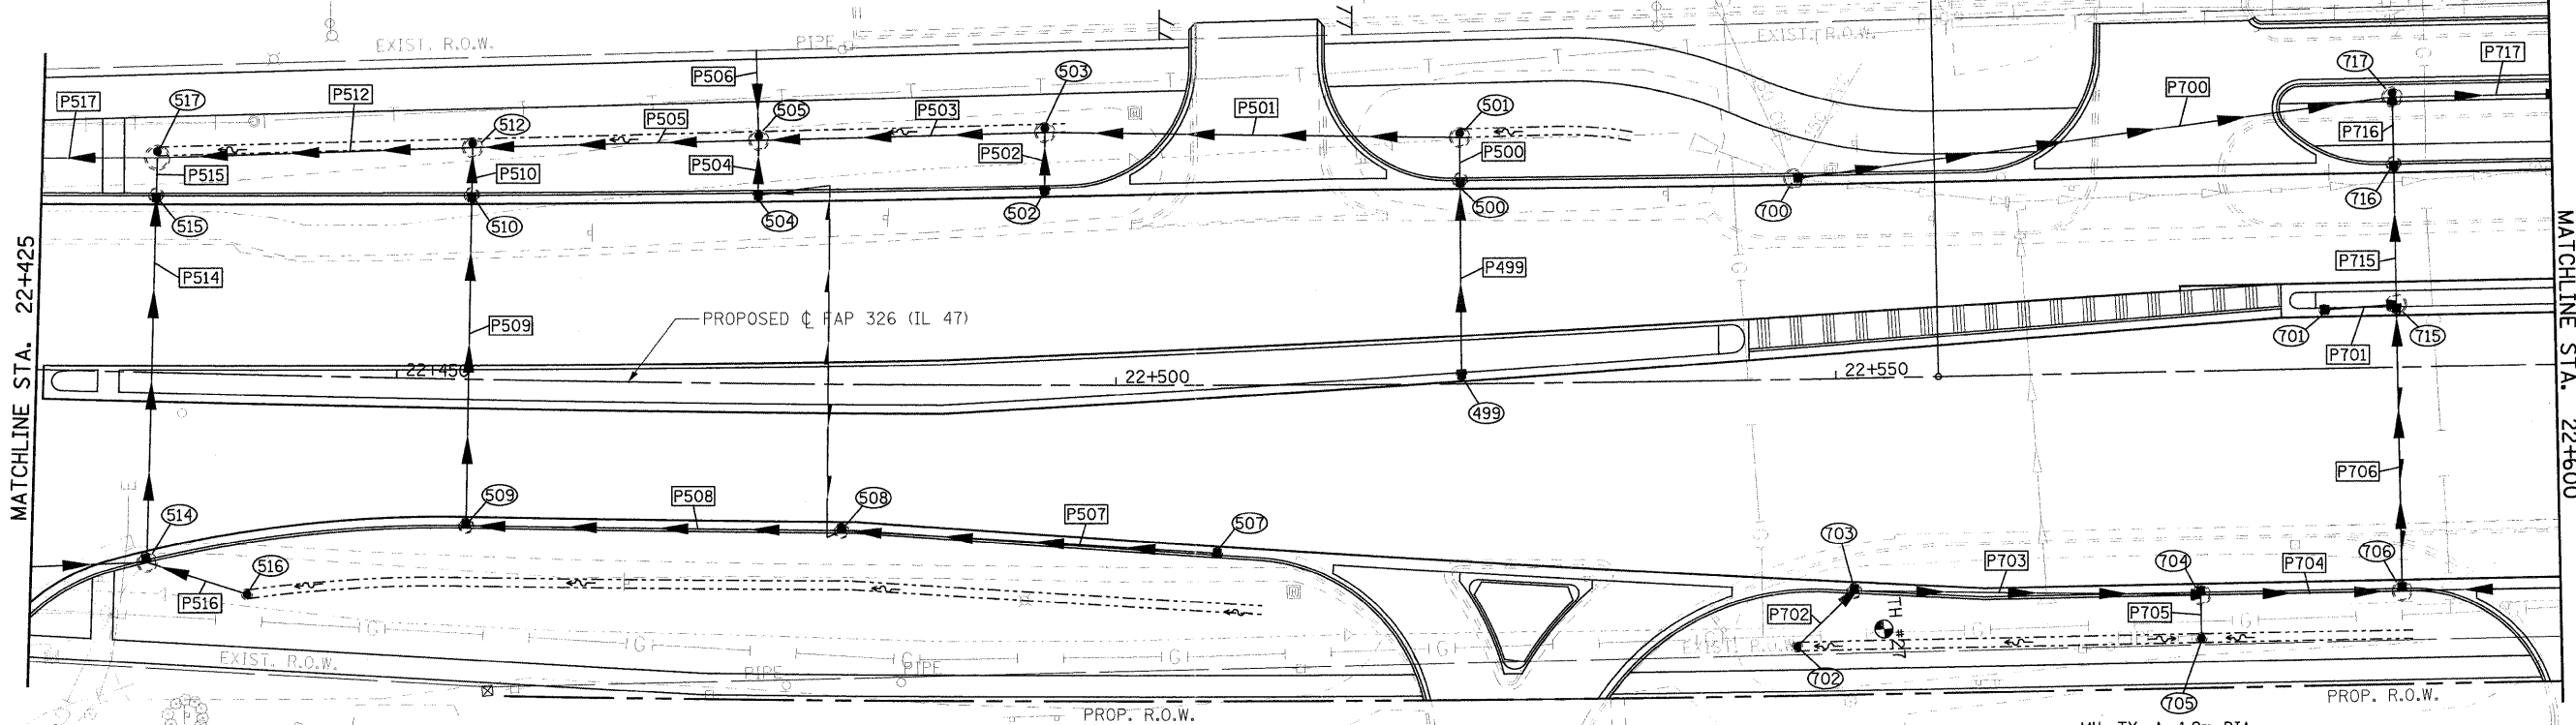 EXIST. R.O.W.
PIPE
EXIST. R.O.W.
P506
503
717
P717
P517
517
P512
512
P505
505
P503
P501
501
P700
P716
P515
P510
P504
P502
P500
515
510
504
502
500
700
716
MATCHLINE STA. 22+425
P514
P509
P499
P715
MATCHLINE STA. 22+600
PROPOSED ℄ FAP 326 (IL 47)
701
715
P701
22+450
22+500
22+550
499
P706
514
509
P508
508
P507
507
703
P703
704
P704
706
516
P516
P702
TH #27
P705
G
G
G
G
G
G
G
EXIST. R.O.W.
PIPE
PIPE
EXIST. R.O.W.
702
705
PROP. R.O.W.
PROP. R.O.W.